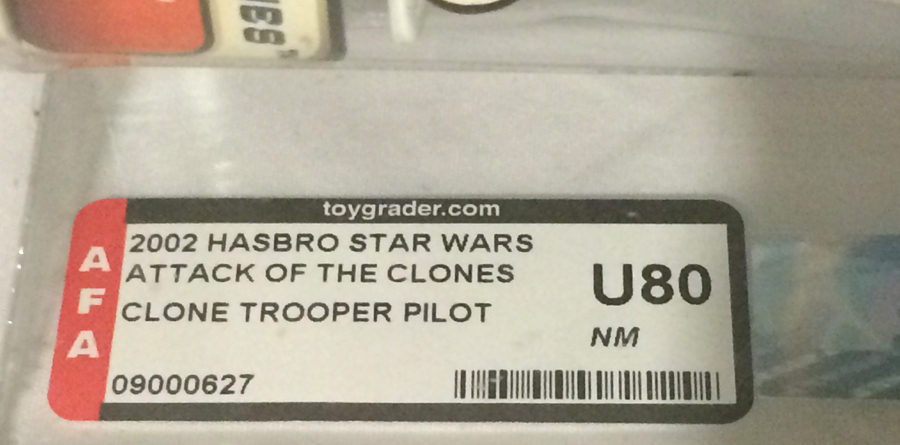 toygrader.com
AFA
2002 HASBRO STAR WARS
ATTACK OF THE CLONES
CLONE TROOPER PILOT
U80
NM
09000627